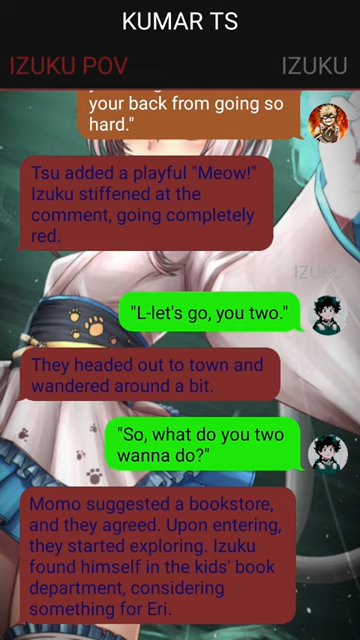 KUMAR TS
IZUKU POV
IZUKU
your back from going so
hard."
Tsu added a playful "Meow!"
Izuku stiffened at the
comment, going completely
red.
IZUKU
"L-let's go, you two."
They headed out to town and
wandered around a bit.
"So, what do you two
wanna do?"
Momo suggested a bookstore,
and they agreed. Upon entering,
they started exploring. Izuku
found himself in the kids' book
department, considering
something for Eri.